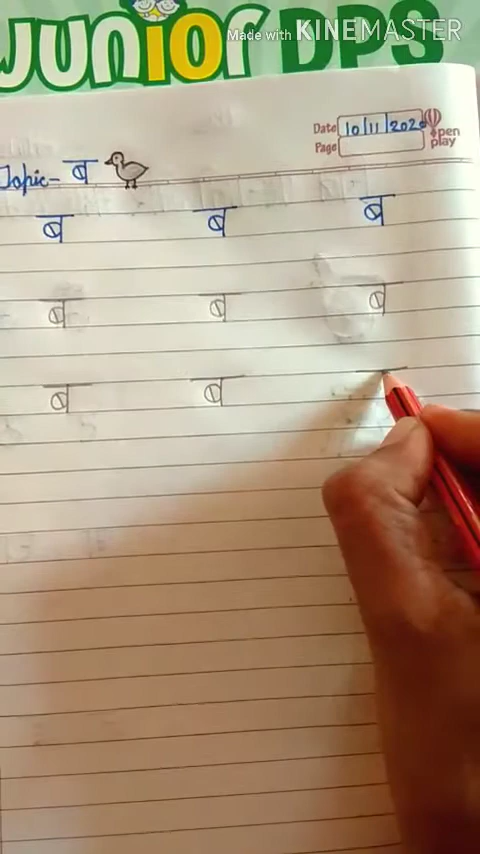 Made with KINEMASTER
JUNIOR DPS
Date 10/11/2020
Page
open play
Topic- ब
ब ब ब
ब ब ब
ब ब